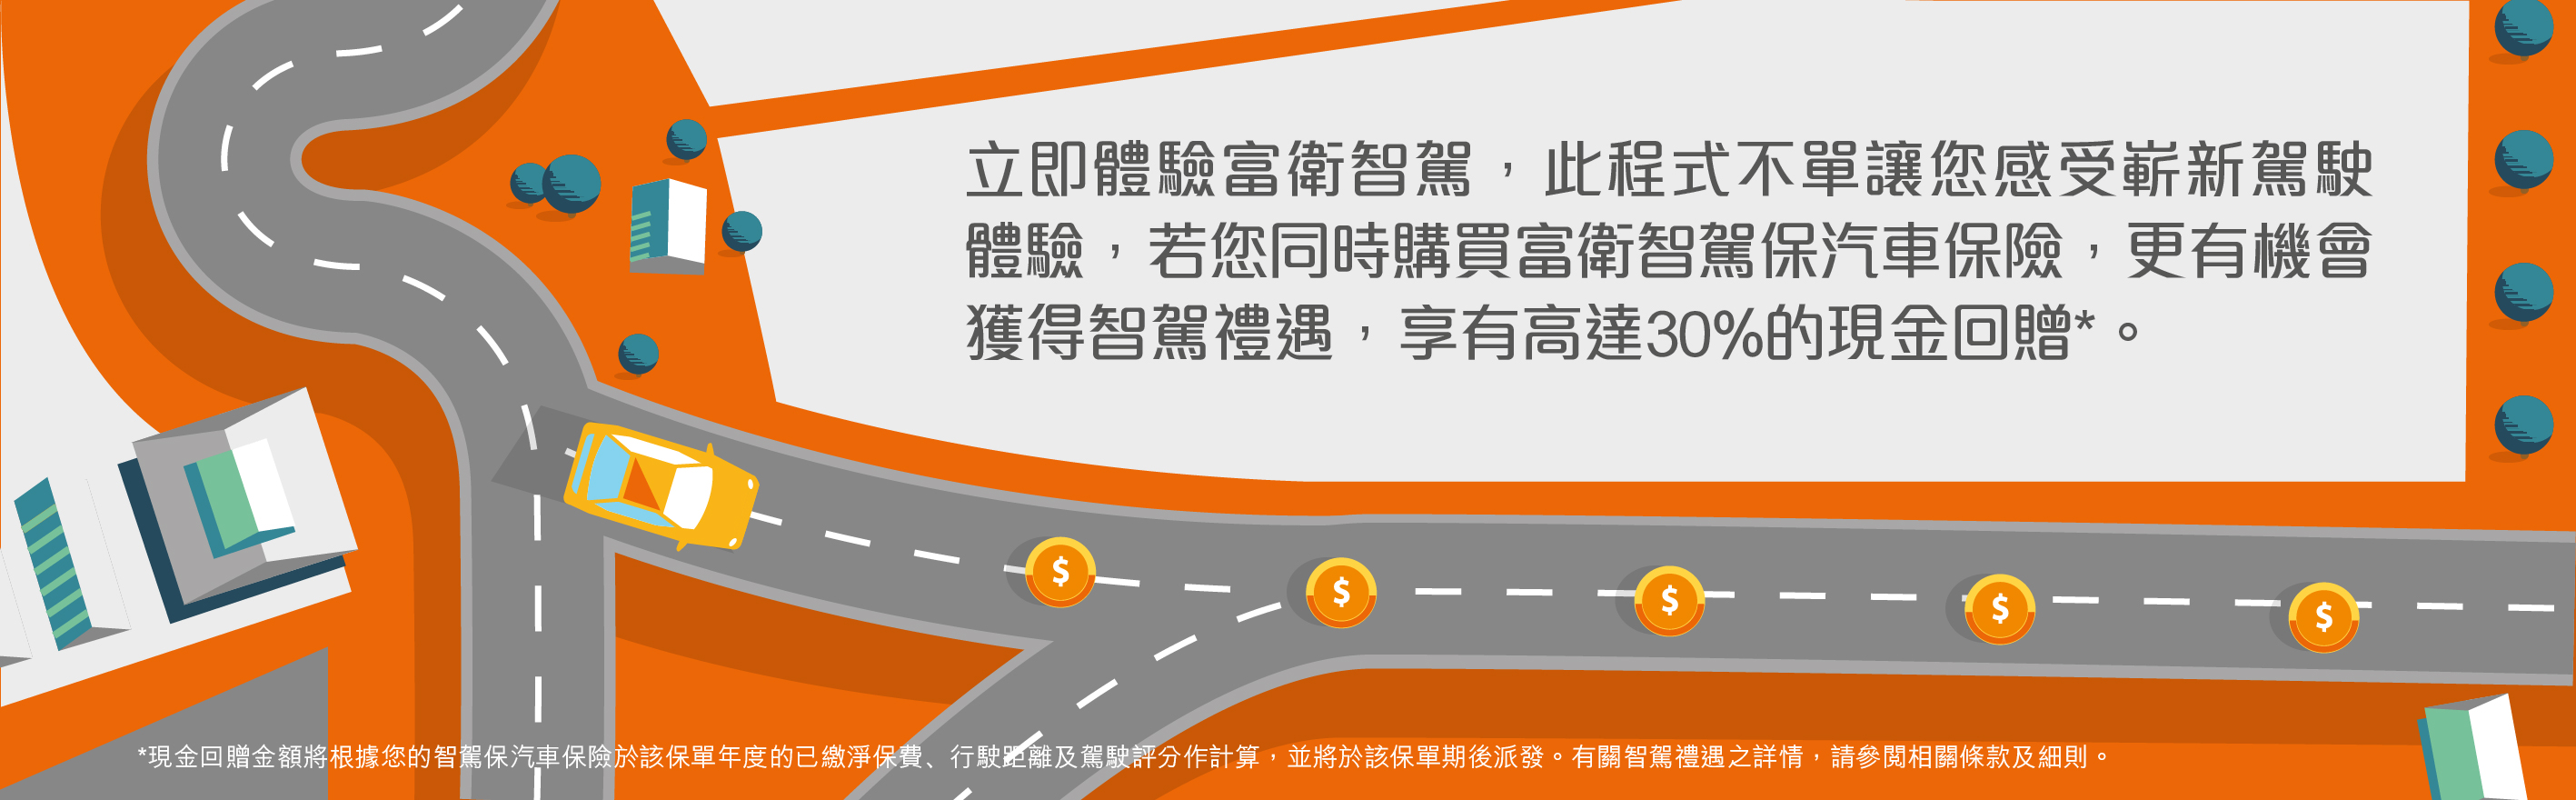 立即體驗富衛智駕，此程式不單讓您感受嶄新駕駛
體驗，若您同時購買富衛智駕保汽車保險，更有機會
獲得智駕禮遇，享有高達30%的現金回贈*。
$ $ $ $ $
*現金回贈金額將根據您的智駕保汽車保險於該保單年度的已繳淨保費、行駛距離及駕駛評分作計算，並將於該保單期後派發。有關智駕禮遇之詳情，請參閱相關條款及細則。